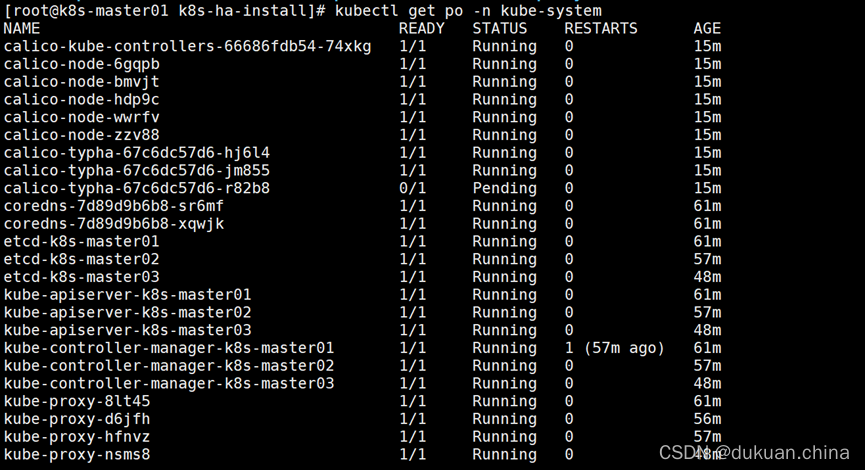 [root@k8s-master01 k8s-ha-install]# kubectl get po -n kube-system
NAME READY STATUS RESTARTS AGE
calico-kube-controllers-66686fdb54-74xkg 1/1 Running 0 15m
calico-node-6gqpb 1/1 Running 0 15m
calico-node-bmvjt 1/1 Running 0 15m
calico-node-hdp9c 1/1 Running 0 15m
calico-node-wwrfv 1/1 Running 0 15m
calico-node-zzv88 1/1 Running 0 15m
calico-typha-67c6dc57d6-hj6l4 1/1 Running 0 15m
calico-typha-67c6dc57d6-jm855 1/1 Running 0 15m
calico-typha-67c6dc57d6-r82b8 0/1 Pending 0 15m
coredns-7d89d9b6b8-sr6mf 1/1 Running 0 61m
coredns-7d89d9b6b8-xqwjk 1/1 Running 0 61m
etcd-k8s-master01 1/1 Running 0 61m
etcd-k8s-master02 1/1 Running 0 57m
etcd-k8s-master03 1/1 Running 0 48m
kube-apiserver-k8s-master01 1/1 Running 0 61m
kube-apiserver-k8s-master02 1/1 Running 0 57m
kube-apiserver-k8s-master03 1/1 Running 0 48m
kube-controller-manager-k8s-master01 1/1 Running 1 (57m ago) 61m
kube-controller-manager-k8s-master02 1/1 Running 0 57m
kube-controller-manager-k8s-master03 1/1 Running 0 48m
kube-proxy-8lt45 1/1 Running 0 61m
kube-proxy-d6jfh 1/1 Running 0 56m
kube-proxy-hfnvz 1/1 Running 0 57m
kube-proxy-nsms8 1/1 Running 0 48m
CSDN @dukuan.china